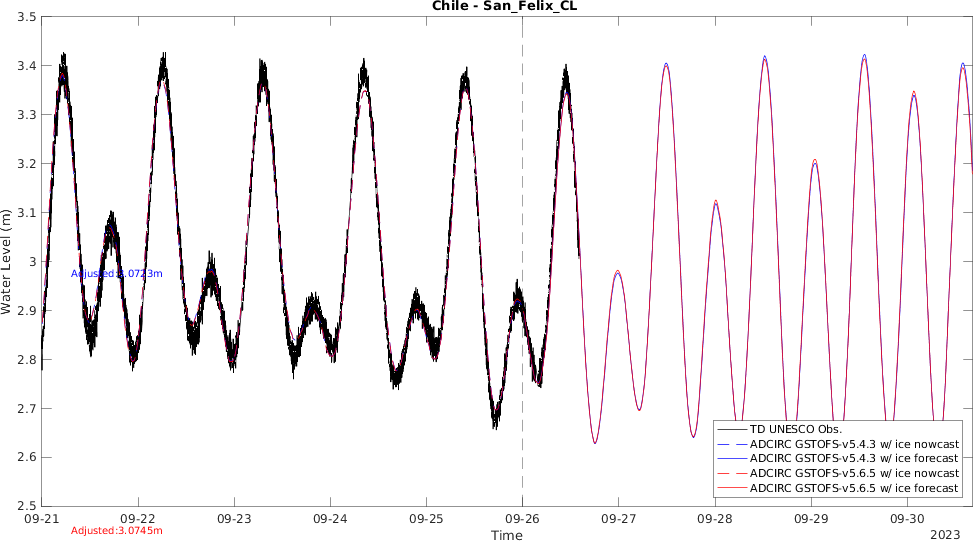 Chile - San_Felix_CL
3.5
3.4
3.3
3.2
3.1
3
2.9
2.8
2.7
2.6
2.5
Water Level (m)
Adjusted:3.0723m
TD UNESCO Obs.
ADCIRC GSTOFS-v5.4.3 w/ ice nowcast
ADCIRC GSTOFS-v5.4.3 w/ ice forecast
ADCIRC GSTOFS-v5.6.5 w/ ice nowcast
ADCIRC GSTOFS-v5.6.5 w/ ice forecast
09-21 09-22 09-23 09-24 09-25 09-26 09-27 09-28 09-29 09-30
Adjusted:3.0745m
Time
2023